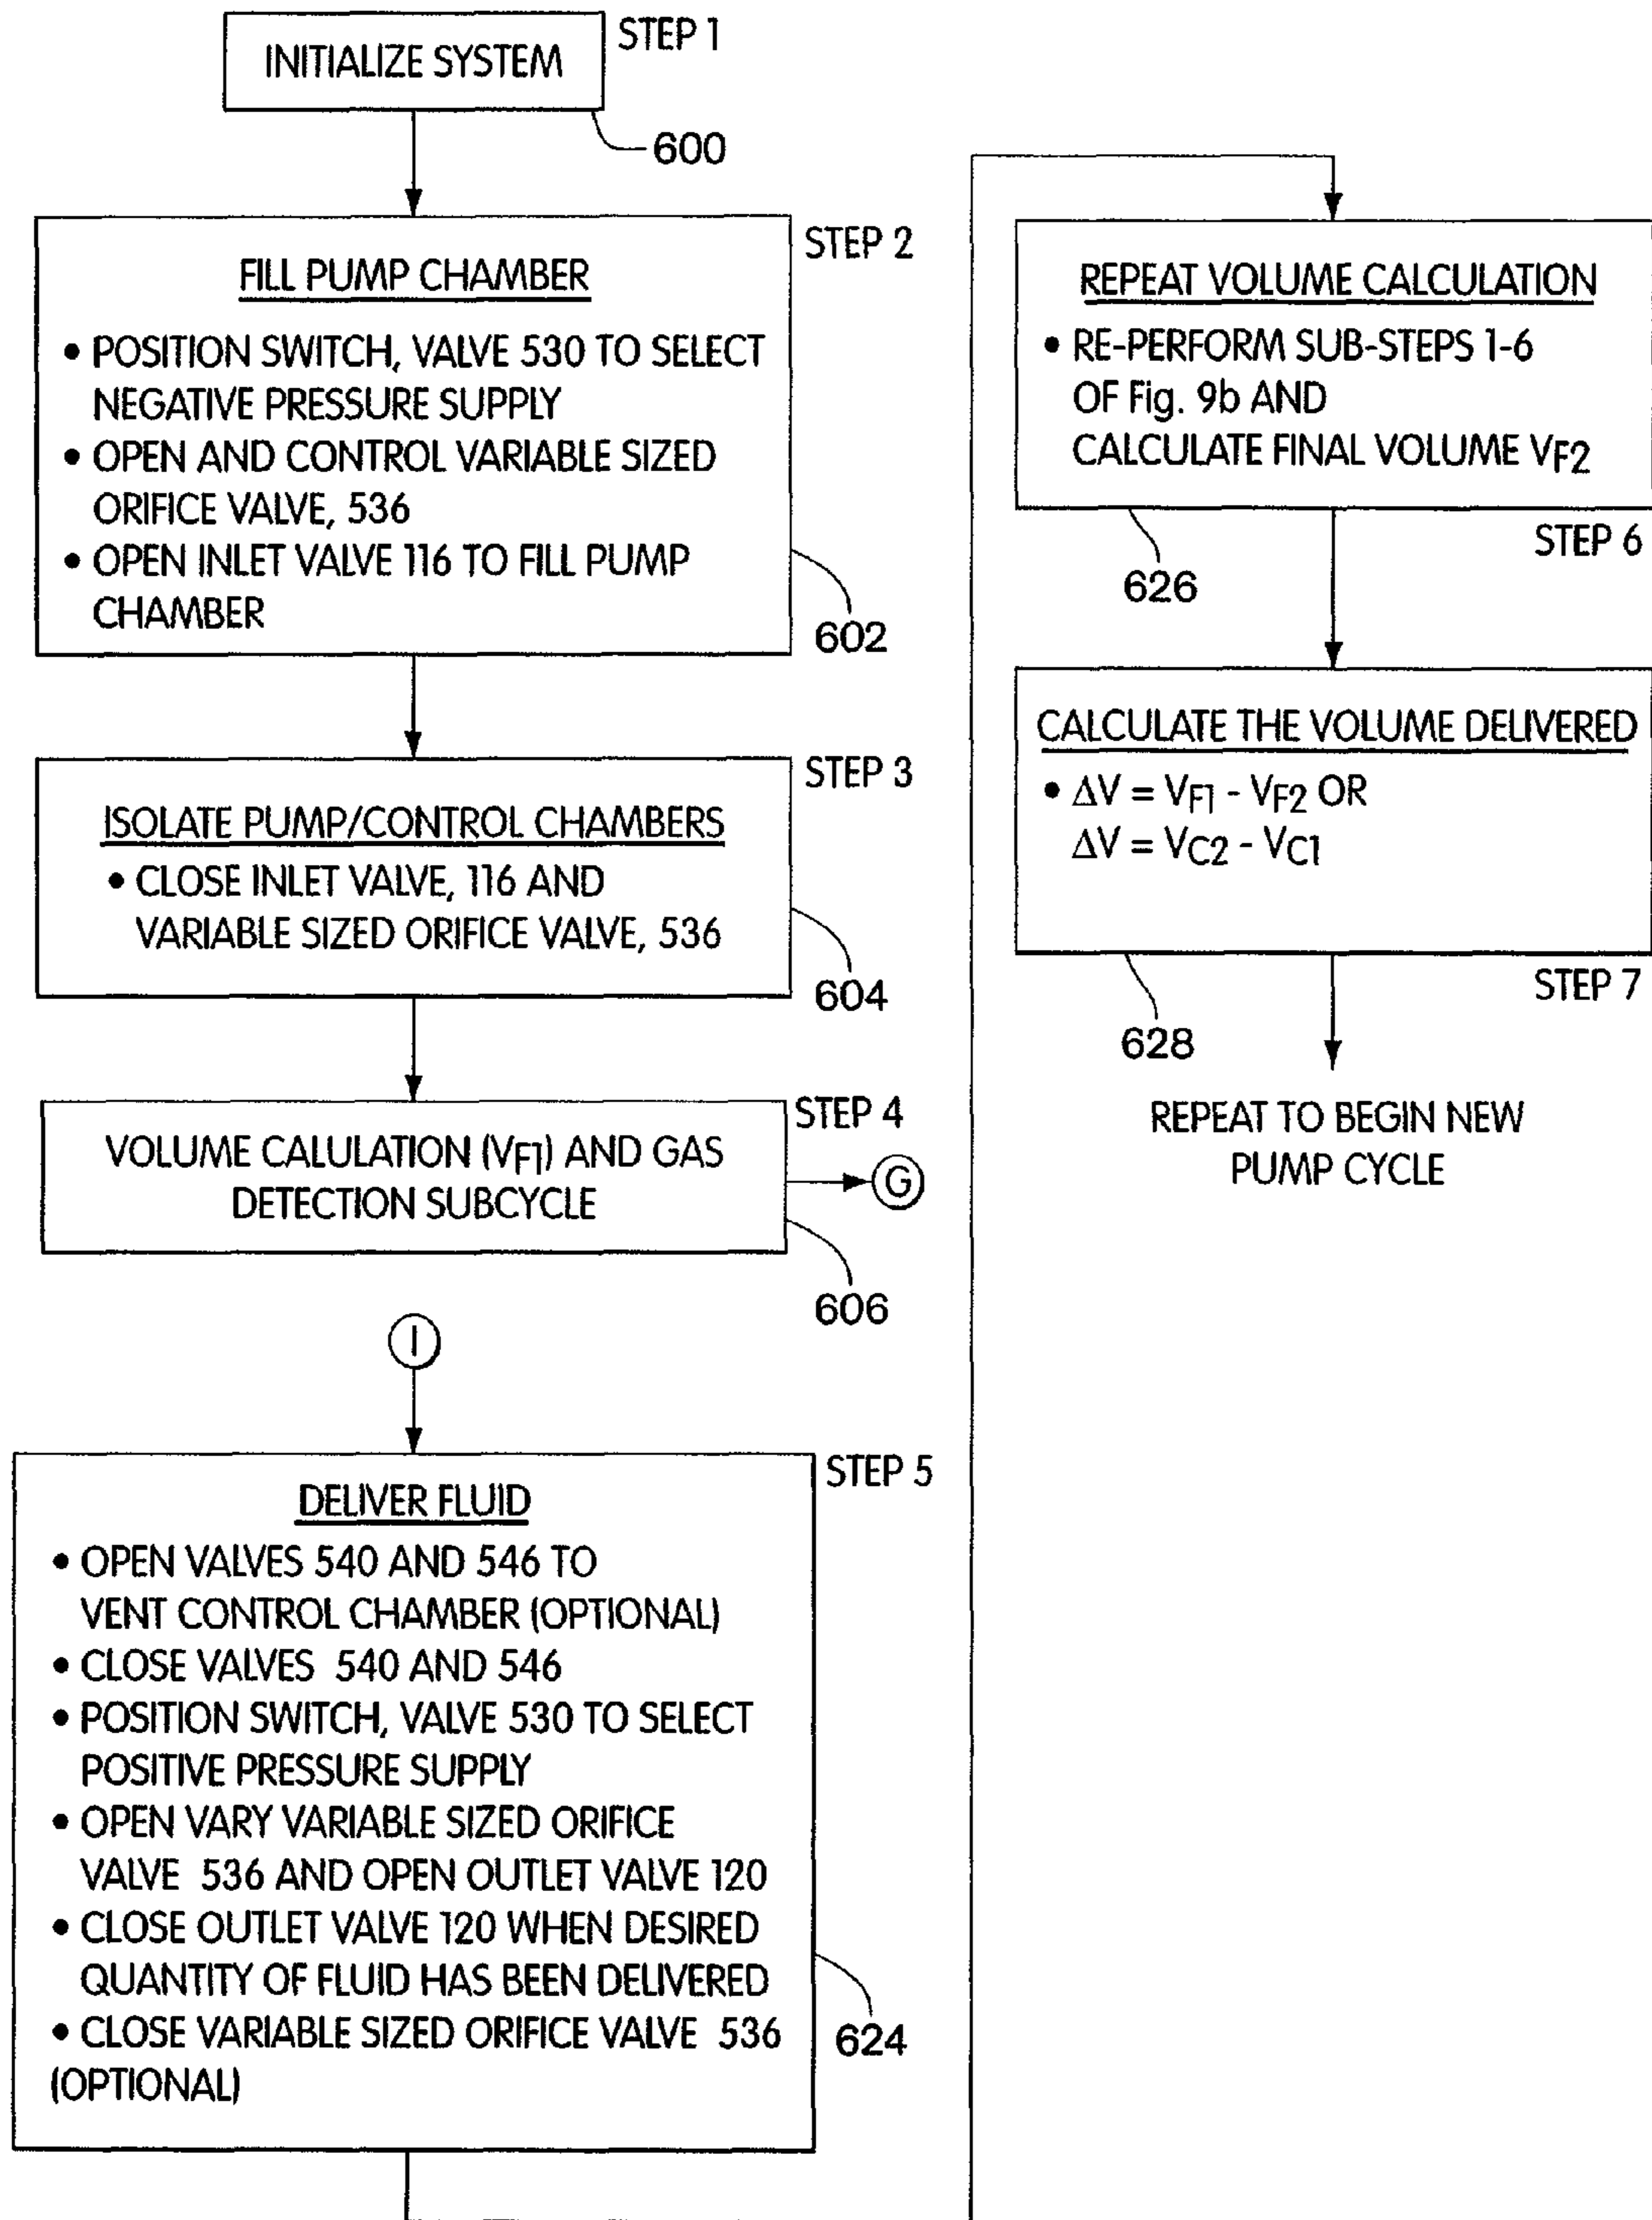 INITIALIZE SYSTEM
STEP 1
600
FILL PUMP CHAMBER
STEP 2
• POSITION SWITCH, VALVE 530 TO SELECT
NEGATIVE PRESSURE SUPPLY
• OPEN AND CONTROL VARIABLE SIZED
ORIFICE VALVE, 536
• OPEN INLET VALVE 116 TO FILL PUMP
CHAMBER
602
ISOLATE PUMP/CONTROL CHAMBERS
STEP 3
• CLOSE INLET VALVE, 116 AND
VARIABLE SIZED ORIFICE VALVE, 536
604
VOLUME CALULATION (VF1) AND GAS
DETECTION SUBCYCLE
STEP 4
G
606
I
DELIVER FLUID
STEP 5
• OPEN VALVES 540 AND 546 TO
VENT CONTROL CHAMBER (OPTIONAL)
• CLOSE VALVES 540 AND 546
• POSITION SWITCH, VALVE 530 TO SELECT
POSITIVE PRESSURE SUPPLY
• OPEN VARY VARIABLE SIZED ORIFICE
VALVE 536 AND OPEN OUTLET VALVE 120
• CLOSE OUTLET VALVE 120 WHEN DESIRED
QUANTITY OF FLUID HAS BEEN DELIVERED
• CLOSE VARIABLE SIZED ORIFICE VALVE 536
(OPTIONAL)
624
REPEAT VOLUME CALCULATION
• RE-PERFORM SUB-STEPS 1-6
OF Fig. 9b AND
CALCULATE FINAL VOLUME VF2
STEP 6
626
CALCULATE THE VOLUME DELIVERED
• ΔV = VF1 - VF2 OR
ΔV = VC2 - VC1
STEP 7
628
REPEAT TO BEGIN NEW
PUMP CYCLE